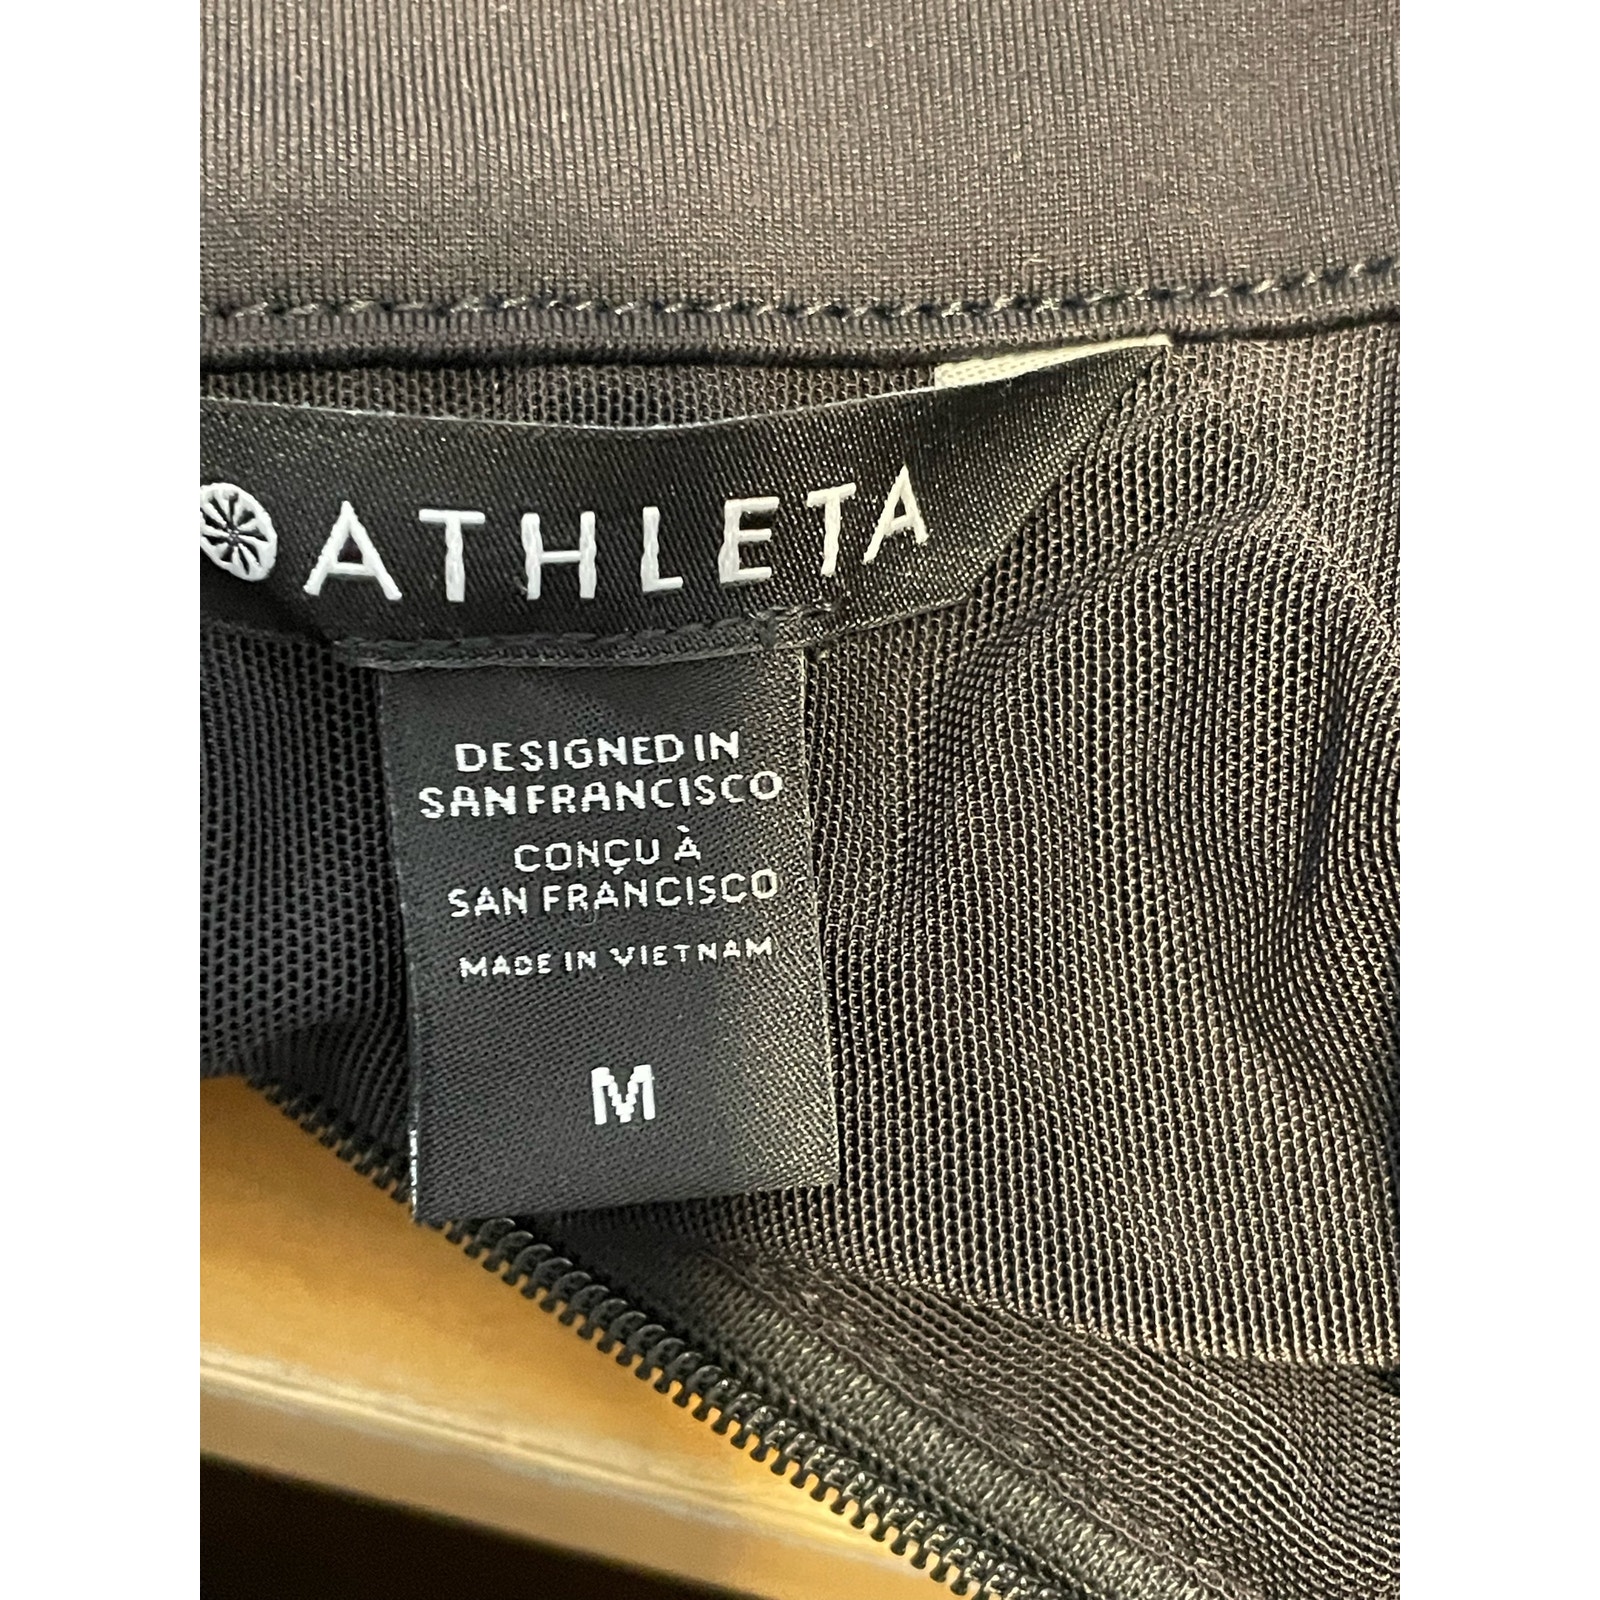 ATHLETA
DESIGNED IN
SAN FRANCISCO
CONÇU À
SAN FRANCISCO
MADE IN VIETNAM
M